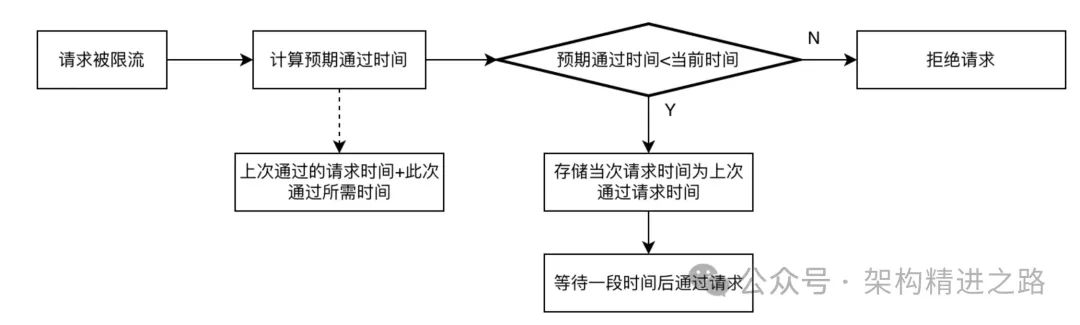 请求被限流
计算预期通过时间
预期通过时间<当前时间
N
拒绝请求
Y
上次通过的请求时间+此次
通过所需时间
存储当次请求时间为上次
通过请求时间
等待一段时间后通过请求
公众号·架构精进之路